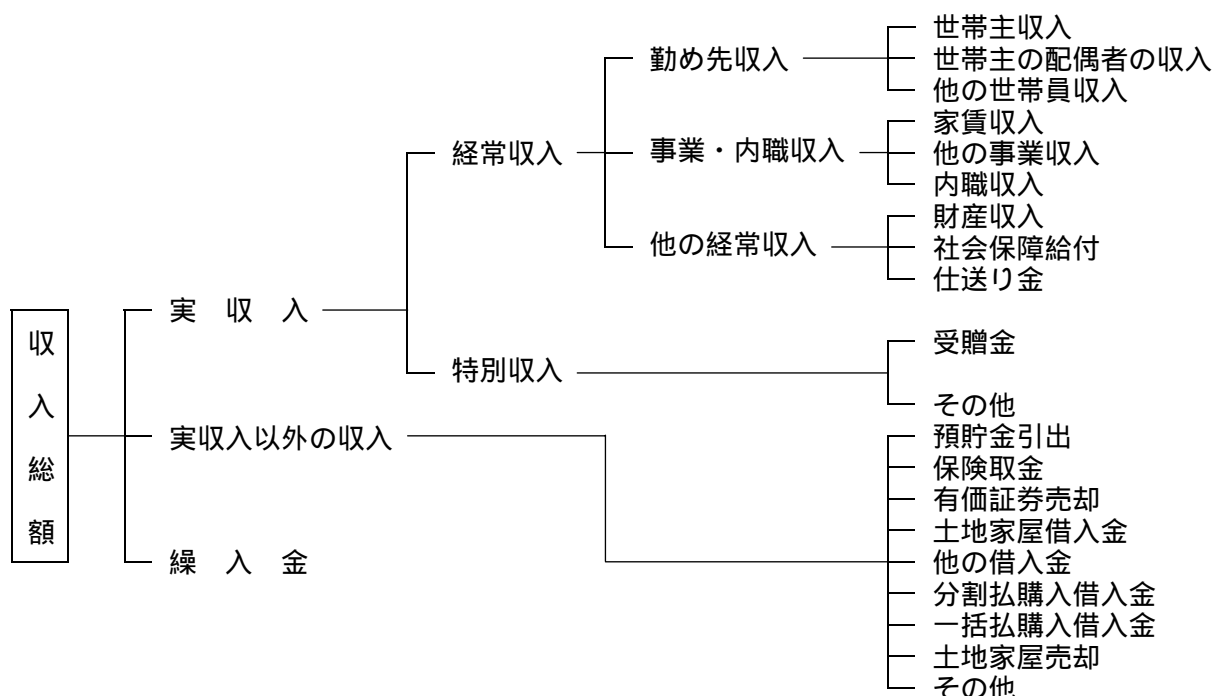 収入総額
実 収 入
実収入以外の収入
繰 入 金
経常収入
特別収入
勤め先収入
事業・内職収入
他の経常収入
世帯主収入
世帯主の配偶者の収入
他の世帯員収入
家賃収入
他の事業収入
内職収入
財産収入
社会保障給付
仕送り金
受贈金
その他
預貯金引出
保険取金
有価証券売却
土地家屋借入金
他の借入金
分割払購入借入金
一括払購入借入金
土地家屋売却
その他